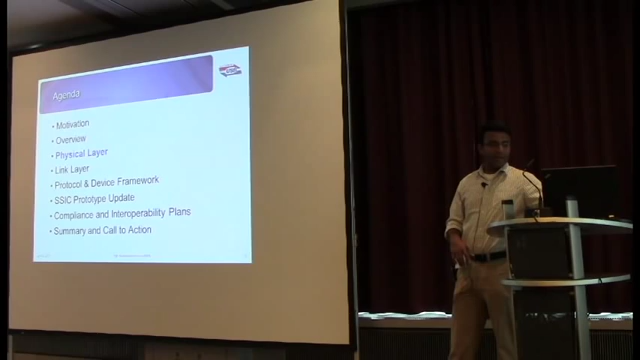 Agenda
• Motivation
• Overview
• Physical Layer
• Link Layer
• Protocol & Device Framework
• SSIC Prototype Update
• Compliance and Interoperability Plans
• Summary and Call to Action